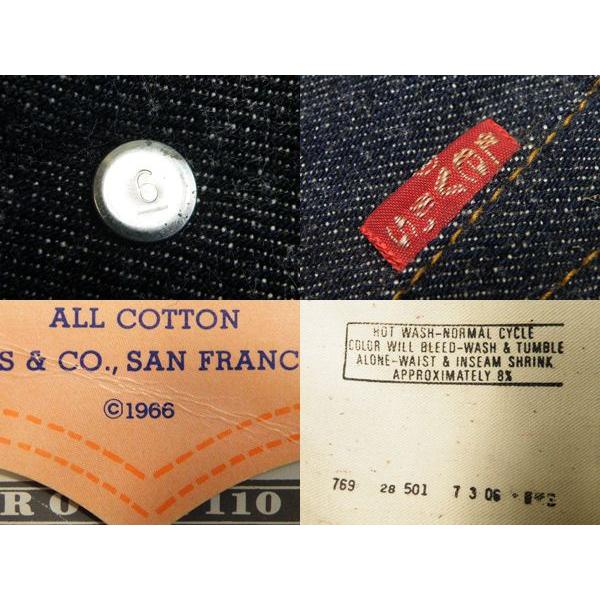 6
Levi's
ALL COTTON
S & CO., SAN FRANC
©1966
R O 110
HOT WASH-NORMAL CYCLE
COLOR WILL BLEED-WASH & TUMBLE
ALONE-WAIST & INSEAM SHRINK
APPROXIMATELY 8%
769 28 501 7 3 06